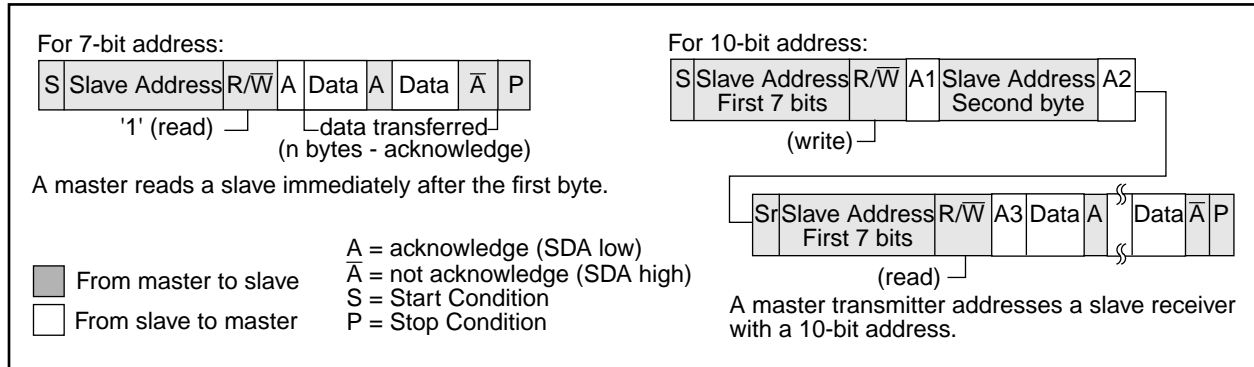 For 7-bit address:
S Slave Address R/W̅ A Data A Data A̅ P
'1' (read)
data transferred
(n bytes - acknowledge)
A master reads a slave immediately after the first byte.
From master to slave
From slave to master
A = acknowledge (SDA low)
A̅ = not acknowledge (SDA high)
S = Start Condition
P = Stop Condition
For 10-bit address:
S Slave Address First 7 bits R/W̅ A1 Slave Address Second byte A2
(write)
Sr Slave Address First 7 bits R/W̅ A3 Data A Data A̅ P
(read)
A master transmitter addresses a slave receiver
with a 10-bit address.